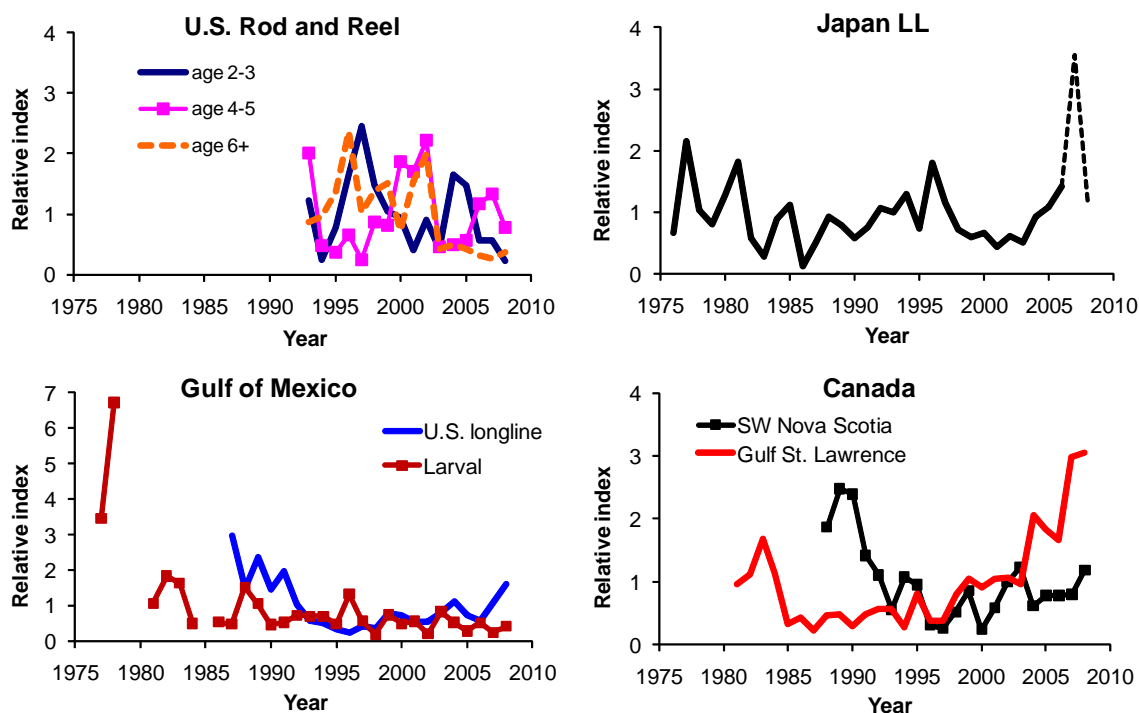 U.S. Rod and Reel
4
3
2
1
0
Relative index
age 2-3
age 4-5
age 6+
1975 1980 1985 1990 1995 2000 2005 2010
Year
Japan LL
4
3
2
1
0
Relative index
1975 1980 1985 1990 1995 2000 2005 2010
Year
Gulf of Mexico
7
6
5
4
3
2
1
0
Relative index
U.S. longline
Larval
1975 1980 1985 1990 1995 2000 2005 2010
Year
Canada
4
3
2
1
0
Relative index
SW Nova Scotia
Gulf St. Lawrence
1975 1980 1985 1990 1995 2000 2005 2010
Year